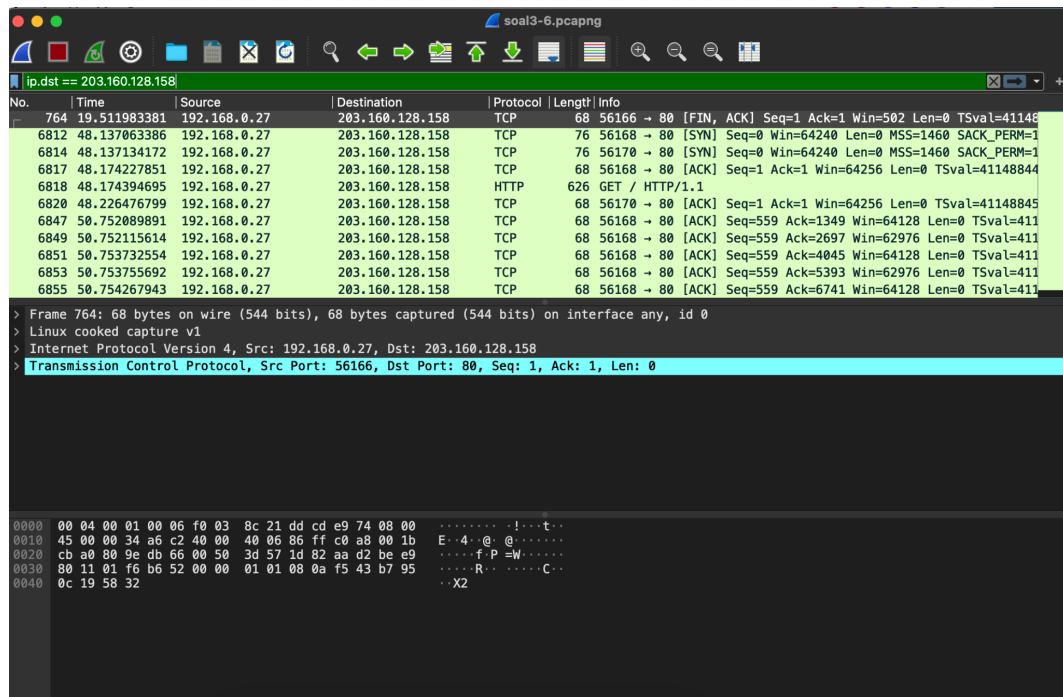 soal3-6.pcapng
ip.dst == 203.160.128.158
No. Time Source Destination Protocol Length Info
764 19.511983381 192.168.0.27 203.160.128.158 TCP 68 56166 → 80 [FIN, ACK] Seq=1 Ack=1 Win=502 Len=0 TSval=41148
6812 48.137063386 192.168.0.27 203.160.128.158 TCP 76 56168 → 80 [SYN] Seq=0 Win=64240 Len=0 MSS=1460 SACK_PERM=1
6814 48.137134172 192.168.0.27 203.160.128.158 TCP 76 56170 → 80 [SYN] Seq=0 Win=64240 Len=0 MSS=1460 SACK_PERM=1
6817 48.174227851 192.168.0.27 203.160.128.158 TCP 68 56168 → 80 [ACK] Seq=1 Ack=1 Win=64256 Len=0 TSval=41148844
6818 48.174394695 192.168.0.27 203.160.128.158 HTTP 626 GET / HTTP/1.1
6820 48.226476799 192.168.0.27 203.160.128.158 TCP 68 56170 → 80 [ACK] Seq=1 Ack=1 Win=64256 Len=0 TSval=41148845
6847 50.752089891 192.168.0.27 203.160.128.158 TCP 68 56168 → 80 [ACK] Seq=559 Ack=1349 Win=64128 Len=0 TSval=411
6849 50.752115614 192.168.0.27 203.160.128.158 TCP 68 56168 → 80 [ACK] Seq=559 Ack=2697 Win=62976 Len=0 TSval=411
6851 50.753732554 192.168.0.27 203.160.128.158 TCP 68 56168 → 80 [ACK] Seq=559 Ack=4045 Win=64128 Len=0 TSval=411
6853 50.753755692 192.168.0.27 203.160.128.158 TCP 68 56168 → 80 [ACK] Seq=559 Ack=5393 Win=62976 Len=0 TSval=411
6855 50.754267943 192.168.0.27 203.160.128.158 TCP 68 56168 → 80 [ACK] Seq=559 Ack=6741 Win=64128 Len=0 TSval=411
> Frame 764: 68 bytes on wire (544 bits), 68 bytes captured (544 bits) on interface any, id 0
> Linux cooked capture v1
> Internet Protocol Version 4, Src: 192.168.0.27, Dst: 203.160.128.158
> Transmission Control Protocol, Src Port: 56166, Dst Port: 80, Seq: 1, Ack: 1, Len: 0
0000 00 04 00 01 00 06 f0 03 8c 21 dd cd e9 74 08 00 ········ ·!···t··
0010 45 00 00 34 a6 c2 40 00 40 06 86 ff c0 a8 00 1b E··4··@· @·······
0020 cb a0 80 9e db 66 00 50 3d 57 1d 82 aa d2 be e9 ·····f·P =W······
0030 80 11 01 f6 b6 52 00 00 01 01 08 0a f5 43 b7 95 ·····R·· ·····C··
0040 0c 19 58 32 ··X2